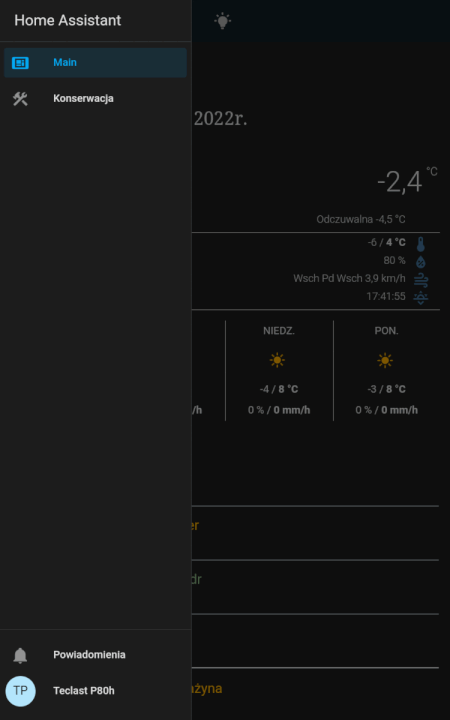 Home Assistant
Main
Konserwacja
2022r.
-2,4 °C
Odczuwalna -4,5 °C
-6 / 4 °C
80 %
Wsch Pd Wsch 3,9 km/h
17:41:55
NIEDZ. PON.
-4 / 8 °C -3 / 8 °C
/h 0 % / 0 mm/h 0 % / 0 mm/h
er
dr
Powiadomienia
ażyna
TP Teclast P80h